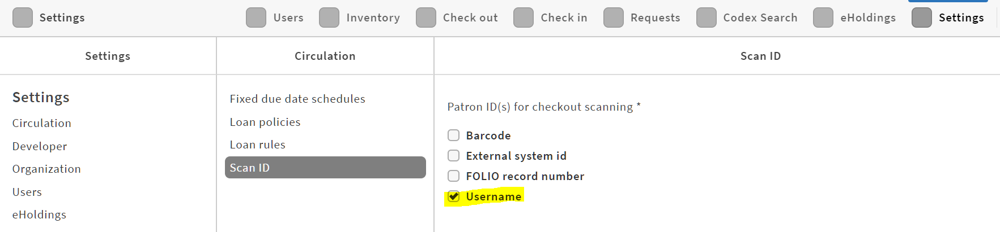 Settings Users Inventory Check out Check in Requests Codex Search eHoldings Settings
Settings Circulation Scan ID
Settings
Circulation
Developer
Organization
Users
eHoldings
Fixed due date schedules
Loan policies
Loan rules
Scan ID
Patron ID(s) for checkout scanning *
Barcode
External system id
FOLIO record number
Username